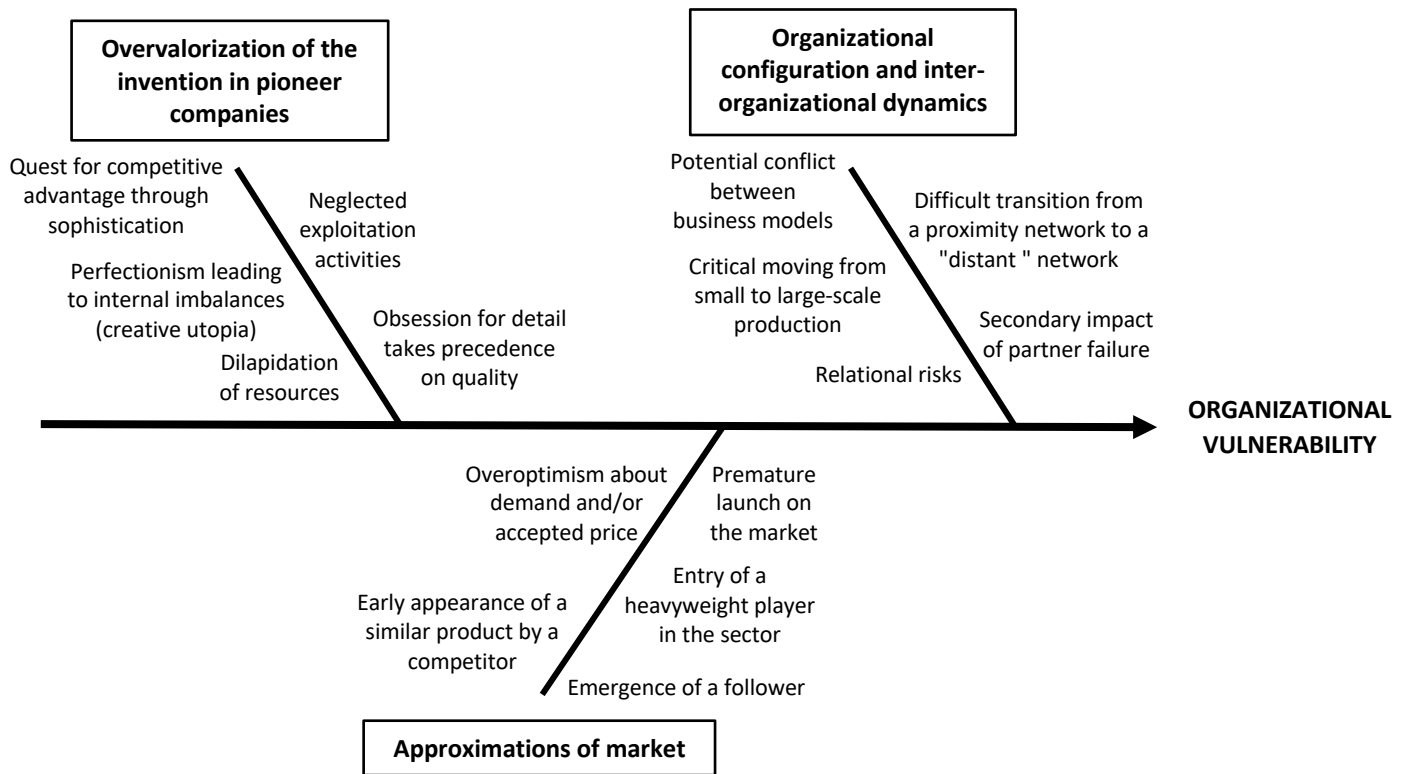 Overvalorization of the
invention in pioneer
companies
Organizational
configuration and inter-
organizational dynamics
Quest for competitive
advantage through
sophistication
Neglected
exploitation
activities
Perfectionism leading
to internal imbalances
(creative utopia)
Obsession for detail
takes precedence
on quality
Dilapidation
of resources
Potential conflict
between
business models
Difficult transition from
a proximity network to a
"distant " network
Critical moving from
small to large-scale
production
Secondary impact
of partner failure
Relational risks
ORGANIZATIONAL
VULNERABILITY
Overoptimism about
demand and/or
accepted price
Premature
launch on
the market
Early appearance of a
similar product by a
competitor
Entry of a
heavyweight player
in the sector
Emergence of a follower
Approximations of market